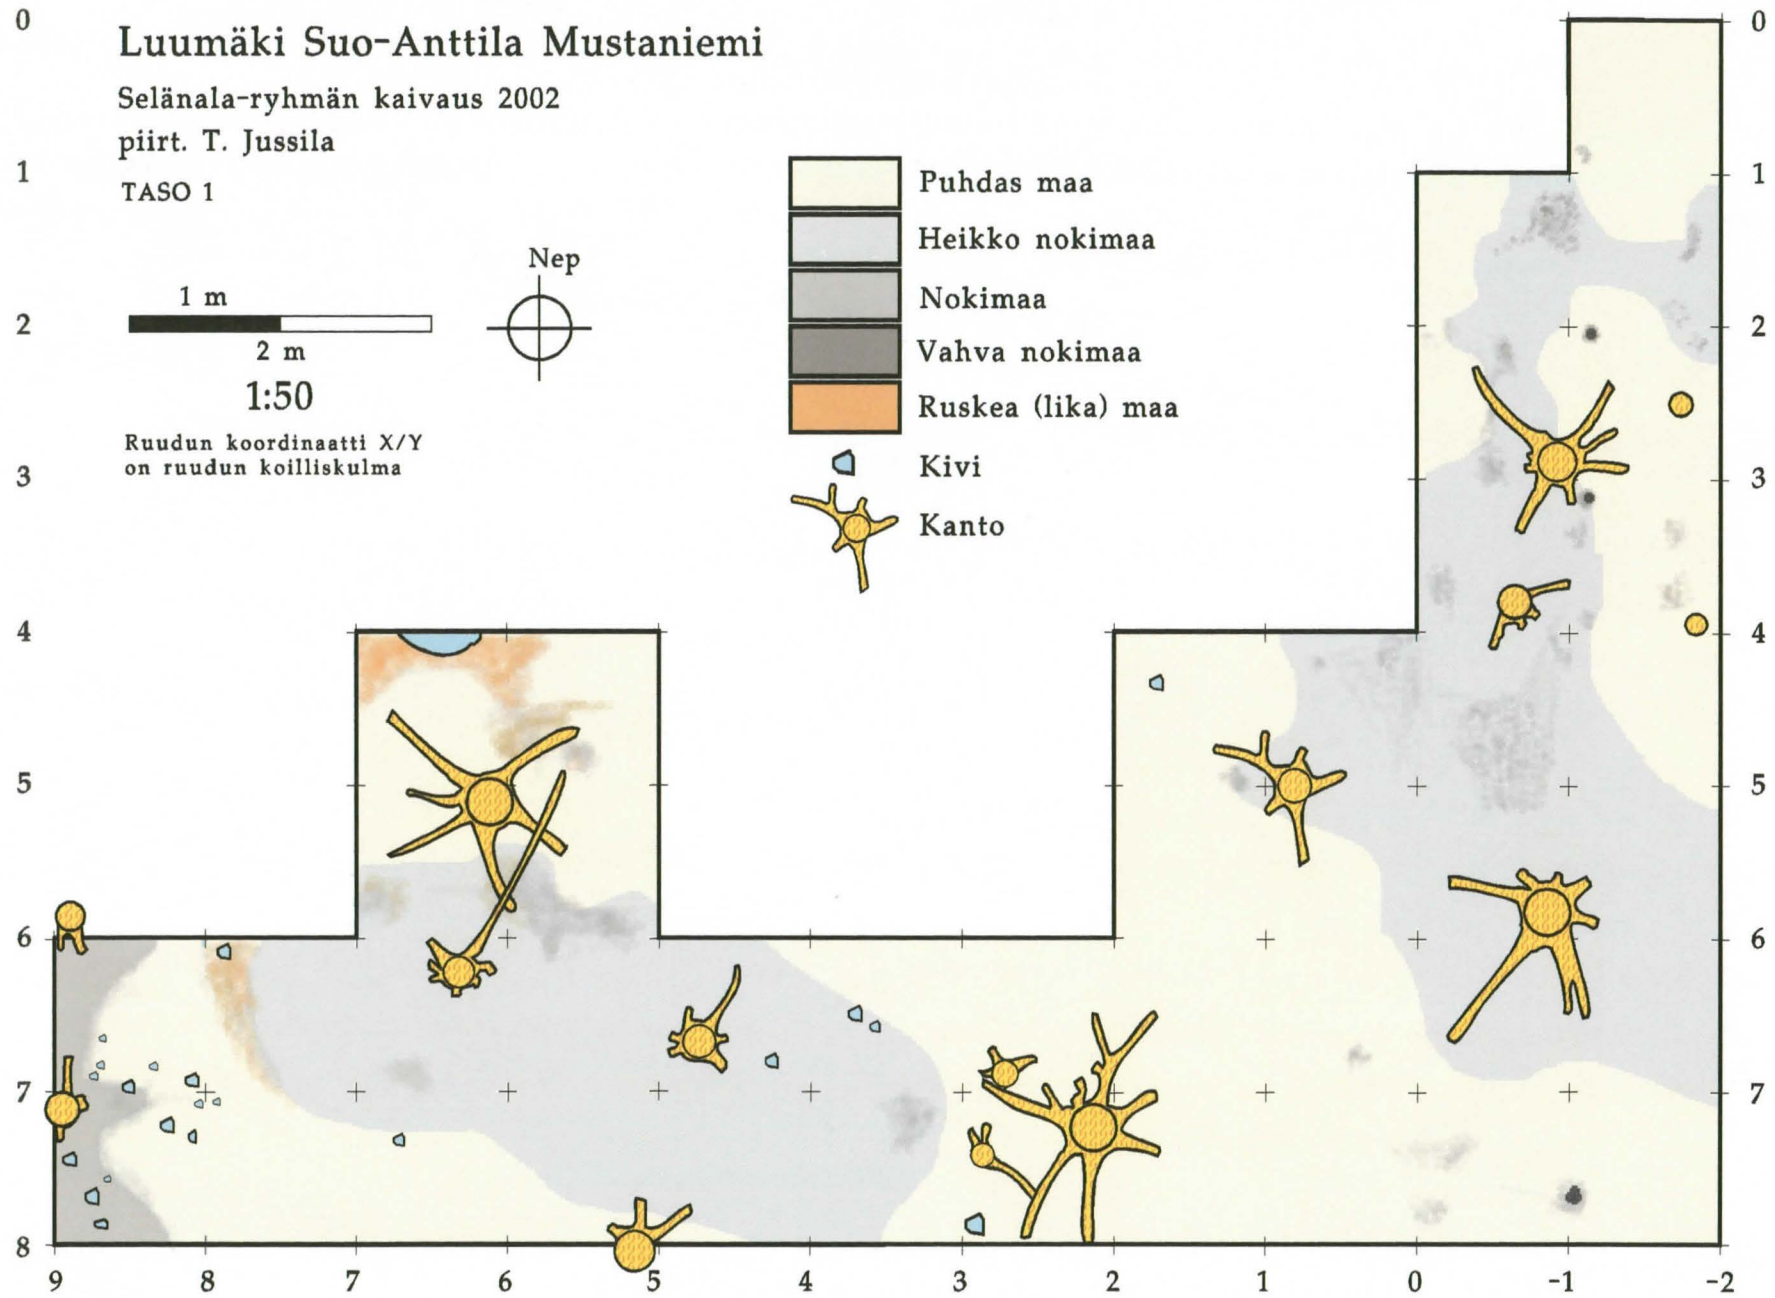 Luumäki Suo-Anttila Mustaniemi
Selänala-ryhmän kaivaus 2002
piirt. T. Jussila
TASO 1
1 m
2 m
1:50
Ruudun koordinaatti X/Y
on ruudun koilliskulma
Nep
Puhdas maa
Heikko nokimaa
Nokimaa
Vahva nokimaa
Ruskea (lika) maa
Kivi
Kanto
0
1
2
3
4
5
6
7
8
0
1
2
3
4
5
6
7
9 8 7 6 5 3 2 1 0 -1 -2